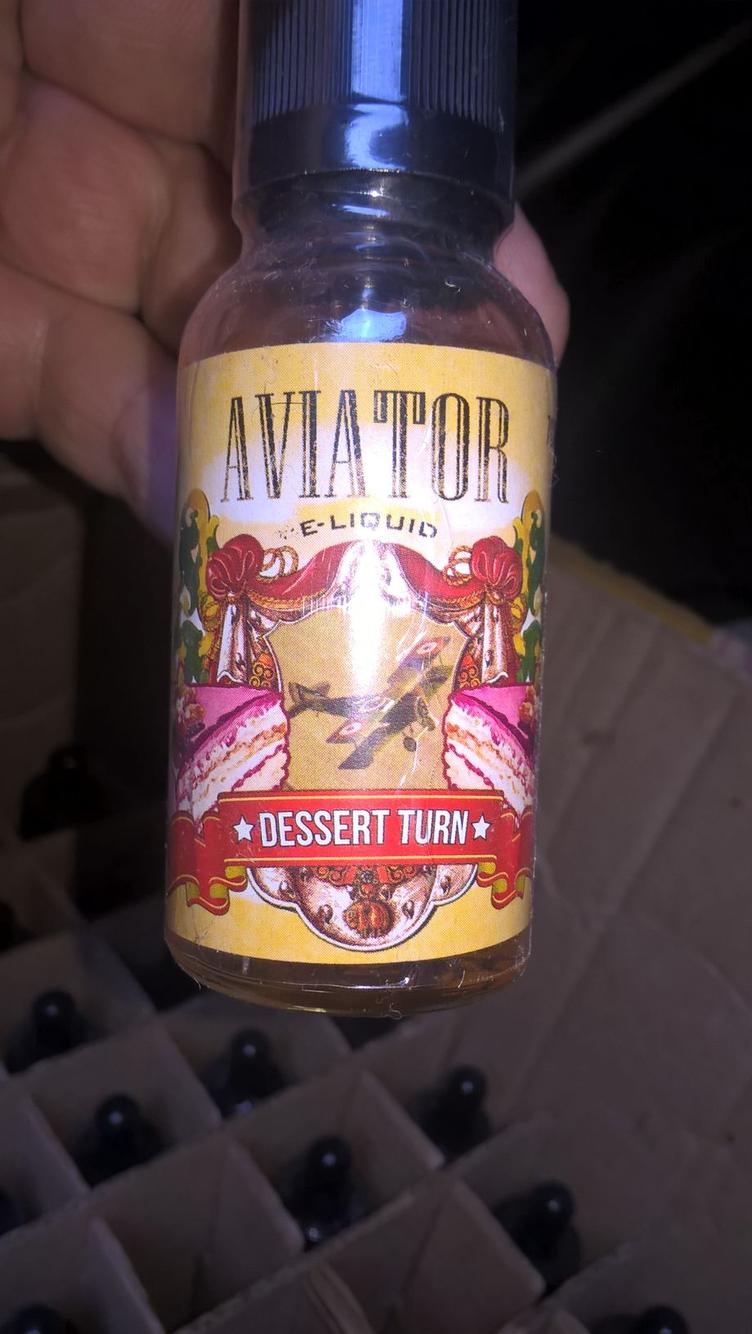 AVIATOR
E-LIQUID
★DESSERT TURN★